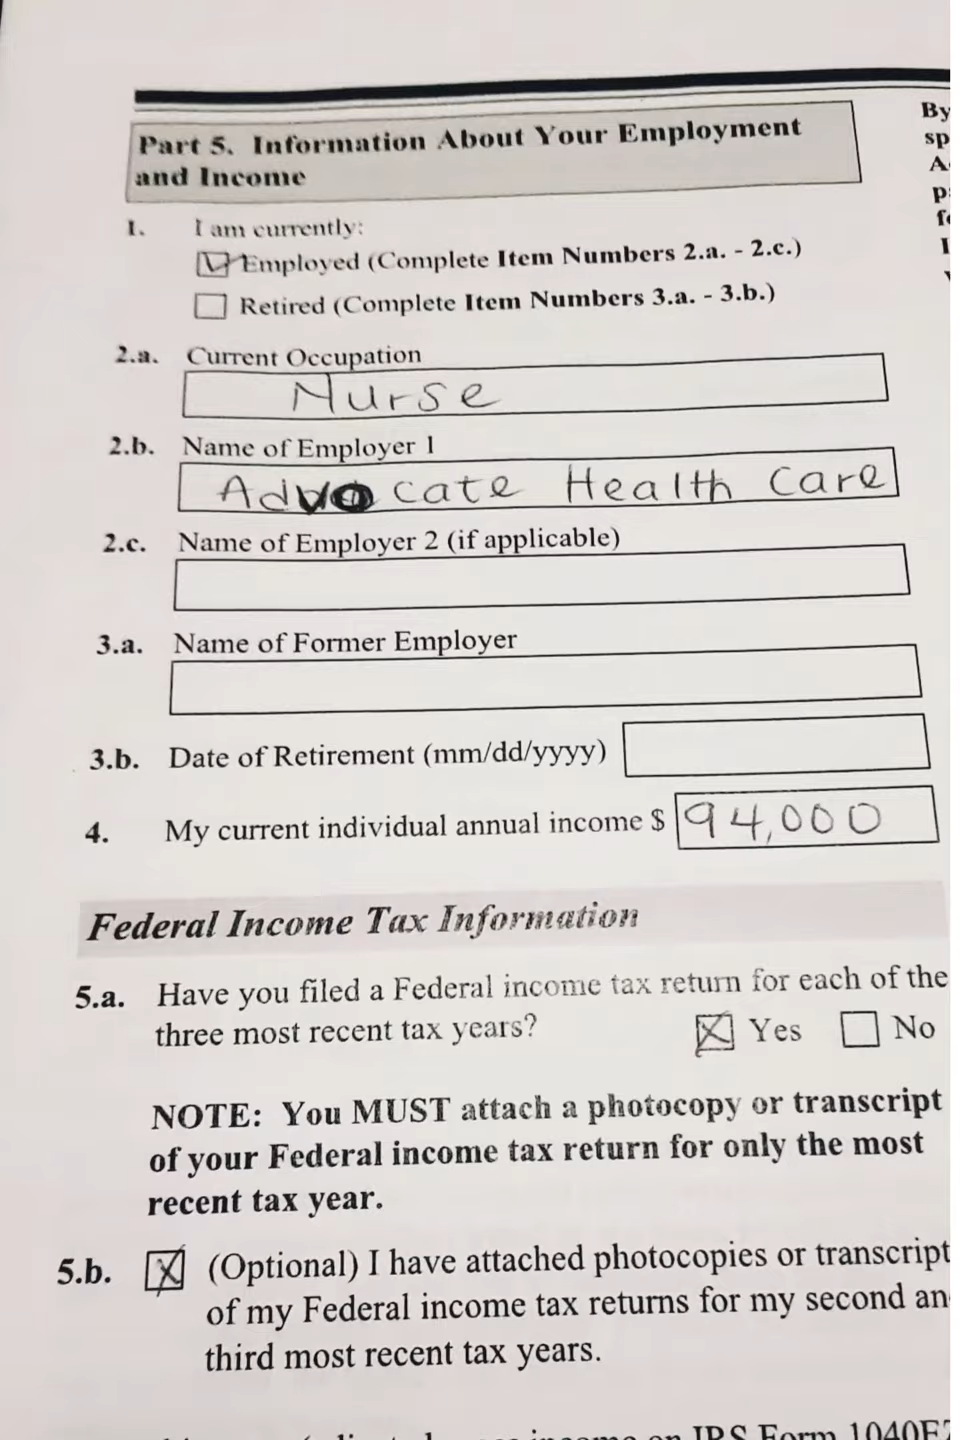 By
Part 5. Information About Your Employment
and Income
sp
1. I am currently:
Employed (Complete Item Numbers 2.a. - 2.c.)
Retired (Complete Item Numbers 3.a. - 3.b.)
2.a. Current Occupation
Nurse
2.b. Name of Employer 1
Advocate Health Care
2.c. Name of Employer 2 (if applicable)
3.a. Name of Former Employer
3.b. Date of Retirement (mm/dd/yyyy)
4. My current individual annual income $ 94,000
Federal Income Tax Information
5.a. Have you filed a Federal income tax return for each of the
three most recent tax years? Yes No
NOTE: You MUST attach a photocopy or transcript
of your Federal income tax return for only the most
recent tax year.
5.b. (Optional) I have attached photocopies or transcript
of my Federal income tax returns for my second an
third most recent tax years.
on IRS Form 1040E